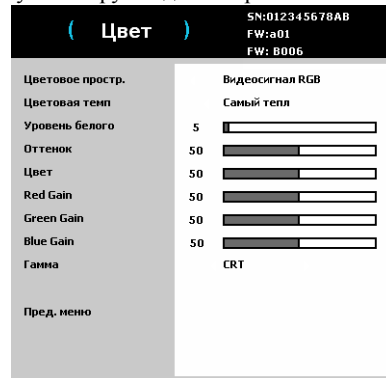 ( Цвет )
SN:012345678AB
FW:a01
FW: B006
Цветовое простр. Видеосигнал RGB
Цветовая темп Самый тепл
Уровень белого 5
Оттенок 50
Цвет 50
Red Gain 50
Green Gain 50
Blue Gain 50
Гамма CRT
Пред. меню